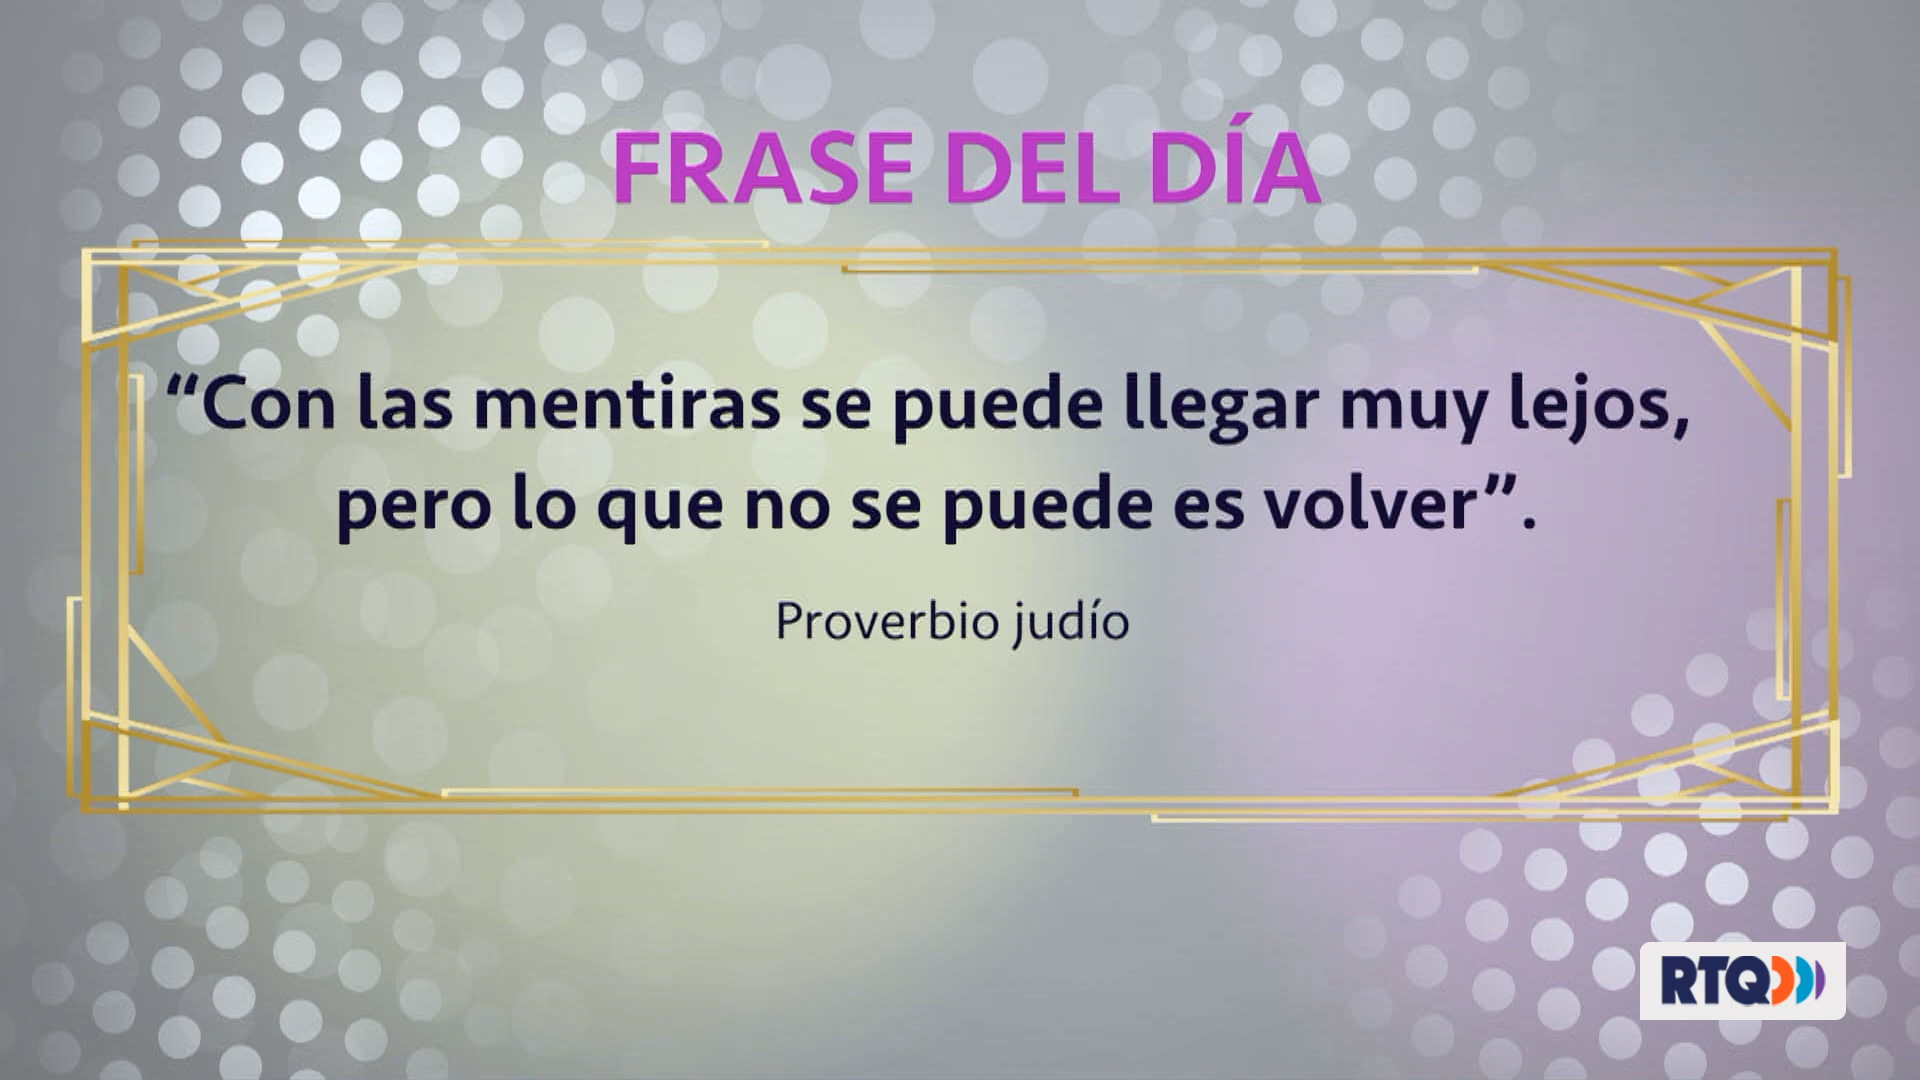 FRASE DEL DÍA
“Con las mentiras se puede llegar muy lejos,
pero lo que no se puede es volver”.
Proverbio judío
RTQ